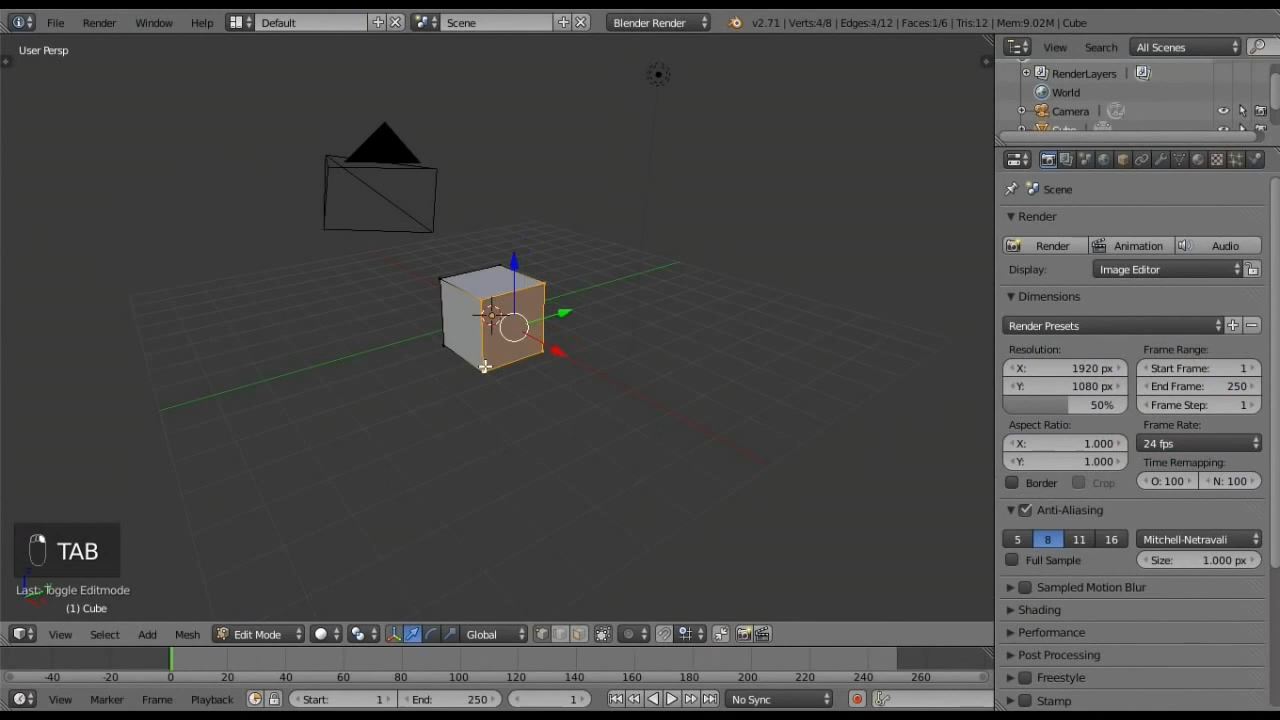 File Render Window Help Default Scene Blender Render v2.71 | Verts:4/8 | Edges:4/12 | Faces:1/6 | Tris:12 | Mem:9.02M | Cube
User Persp
View Search All Scenes
RenderLayers
World
Camera
Scene
Render
Render Animation Audio
Display: Image Editor
Dimensions
Render Presets
Resolution: Frame Range:
X: 1920 px Start Frame: 1
Y: 1080 px End Frame: 250
50% Frame Step: 1
Aspect Ratio: Frame Rate:
X: 1.000 24 fps
Y: 1.000 Time Remapping:
Border Crop O: 100 N: 100
Anti-Aliasing
5 8 11 16 Mitchell-Netravali
Full Sample Size: 1.000 px
Sampled Motion Blur
Shading
Performance
Post Processing
Freestyle
Stamp
TAB
Last: Toggle Editmode
(1) Cube
View Select Add Mesh Edit Mode Global
-40 -20 0 20 40 60 80 100 120 140 160 180 200 220 240 260
View Marker Frame Playback Start: 1 End: 250 1 No Sync